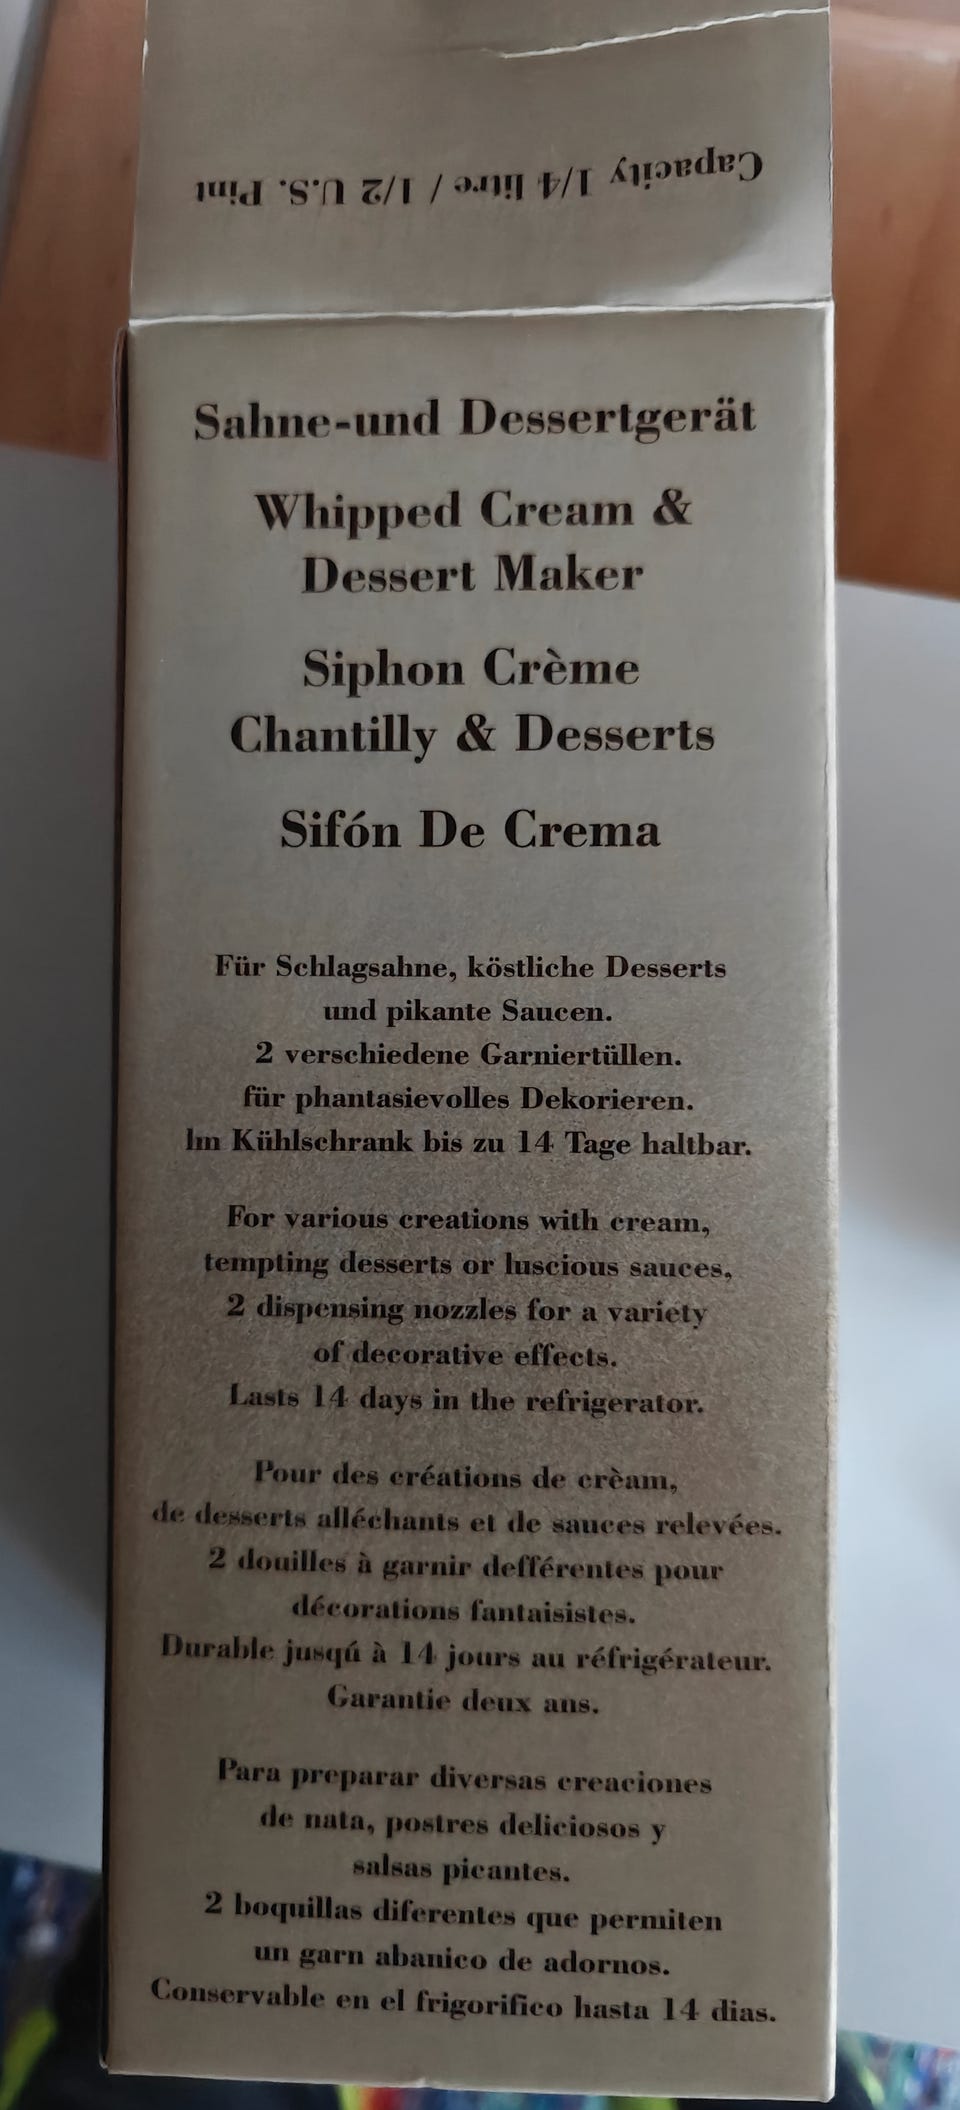 Capacity 1/4 litre / 1/2 U.S. Pint
Sahne-und Dessertgerät
Whipped Cream &
Dessert Maker
Siphon Crème
Chantilly & Desserts
Sifón De Crema
Für Schlagsahne, köstliche Desserts
und pikante Saucen.
2 verschiedene Garniertüllen.
für phantasievolles Dekorieren.
Im Kühlschrank bis zu 14 Tage haltbar.
For various creations with cream,
tempting desserts or luscious sauces,
2 dispensing nozzles for a variety
of decorative effects.
Lasts 14 days in the refrigerator.
Pour des créations de crèam,
de desserts alléchants et de sauces relevées.
2 douilles à garnir defférentes pour
décorations fantaisistes.
Durable jusqú à 14 jours au réfrigérateur.
Garantie deux ans.
Para preparar diversas creaciones
de nata, postres deliciosos y
salsas picantes.
2 boquillas diferentes que permiten
un garn abanico de adornos.
Conservable en el frigorifico hasta 14 dias.